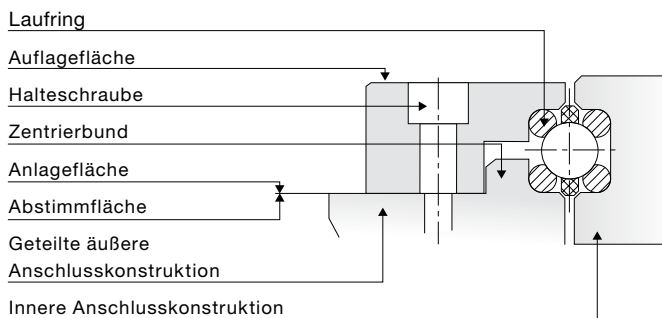 Laufring
Auflagefläche
Halteschraube
Zentrierbund
Anlagefläche
Abstimmfläche
Geteilte äußere
Anschlusskonstruktion
Innere Anschlusskonstruktion